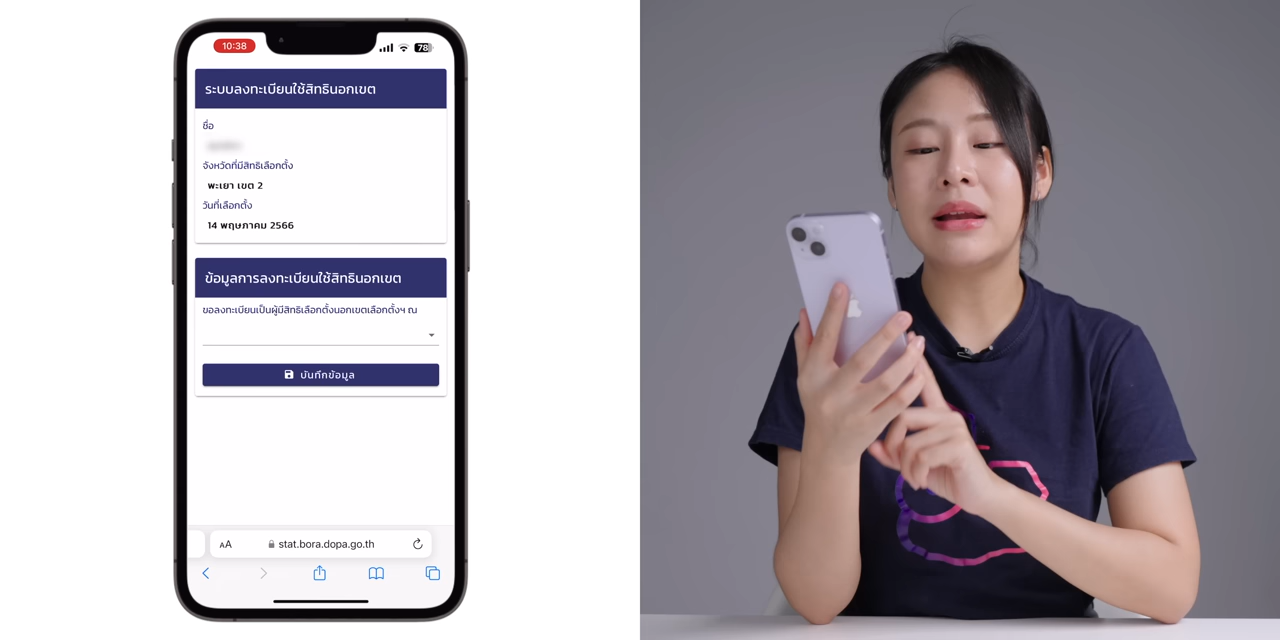 10:38
78
ระบบลงทะเบียนใช้สิทธินอกเขต
ชื่อ
จังหวัดที่มีสิทธิเลือกตั้ง
พะเยา เขต 2
วันที่เลือกตั้ง
14 พฤษภาคม 2566
ข้อมูลการลงทะเบียนใช้สิทธินอกเขต
ขอลงทะเบียนเป็นผู้มีสิทธิเลือกตั้งนอกเขตเลือกตั้งฯ ณ
บันทึกข้อมูล
AA
stat.bora.dopa.go.th